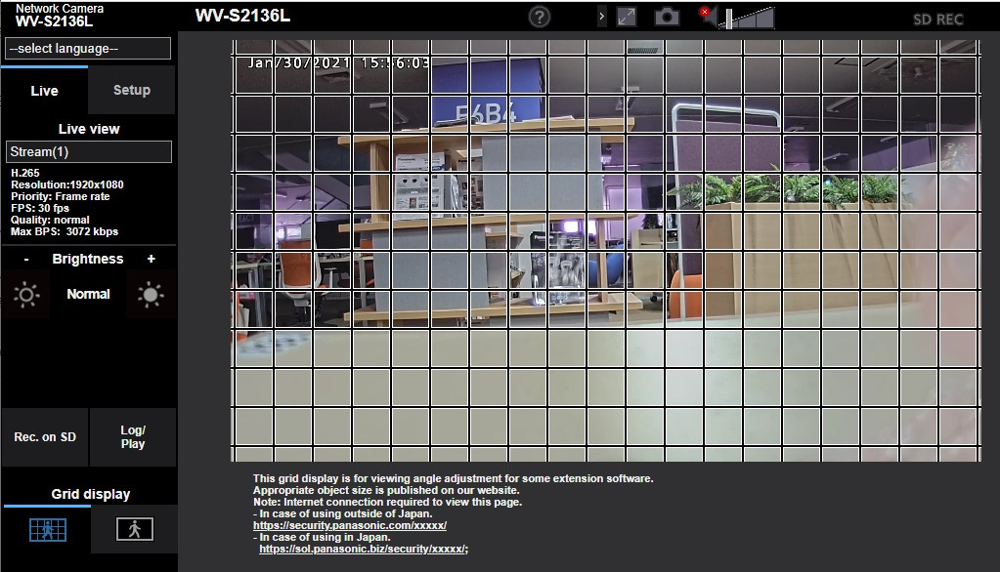 Network Camera
WV-S2136L
WV-S2136L
?
SD REC
--select language--
Live
Setup
Live view
Stream(1)
H.265
Resolution:1920x1080
Priority: Frame rate
FPS: 30 fps
Quality: normal
Max BPS: 3072 kbps
- Brightness +
Normal
Rec. on SD
Log/
Play
Grid display
Jan/30/2021 15:56:03
E6B4
This grid display is for viewing angle adjustment for some extension software.
Appropriate object size is published on our website.
Note: Internet connection required to view this page.
- In case of using outside of Japan.
https://security.panasonic.com/xxxxx/
- In case of using in Japan.
https://sol.panasonic.biz/security/xxxxx/;